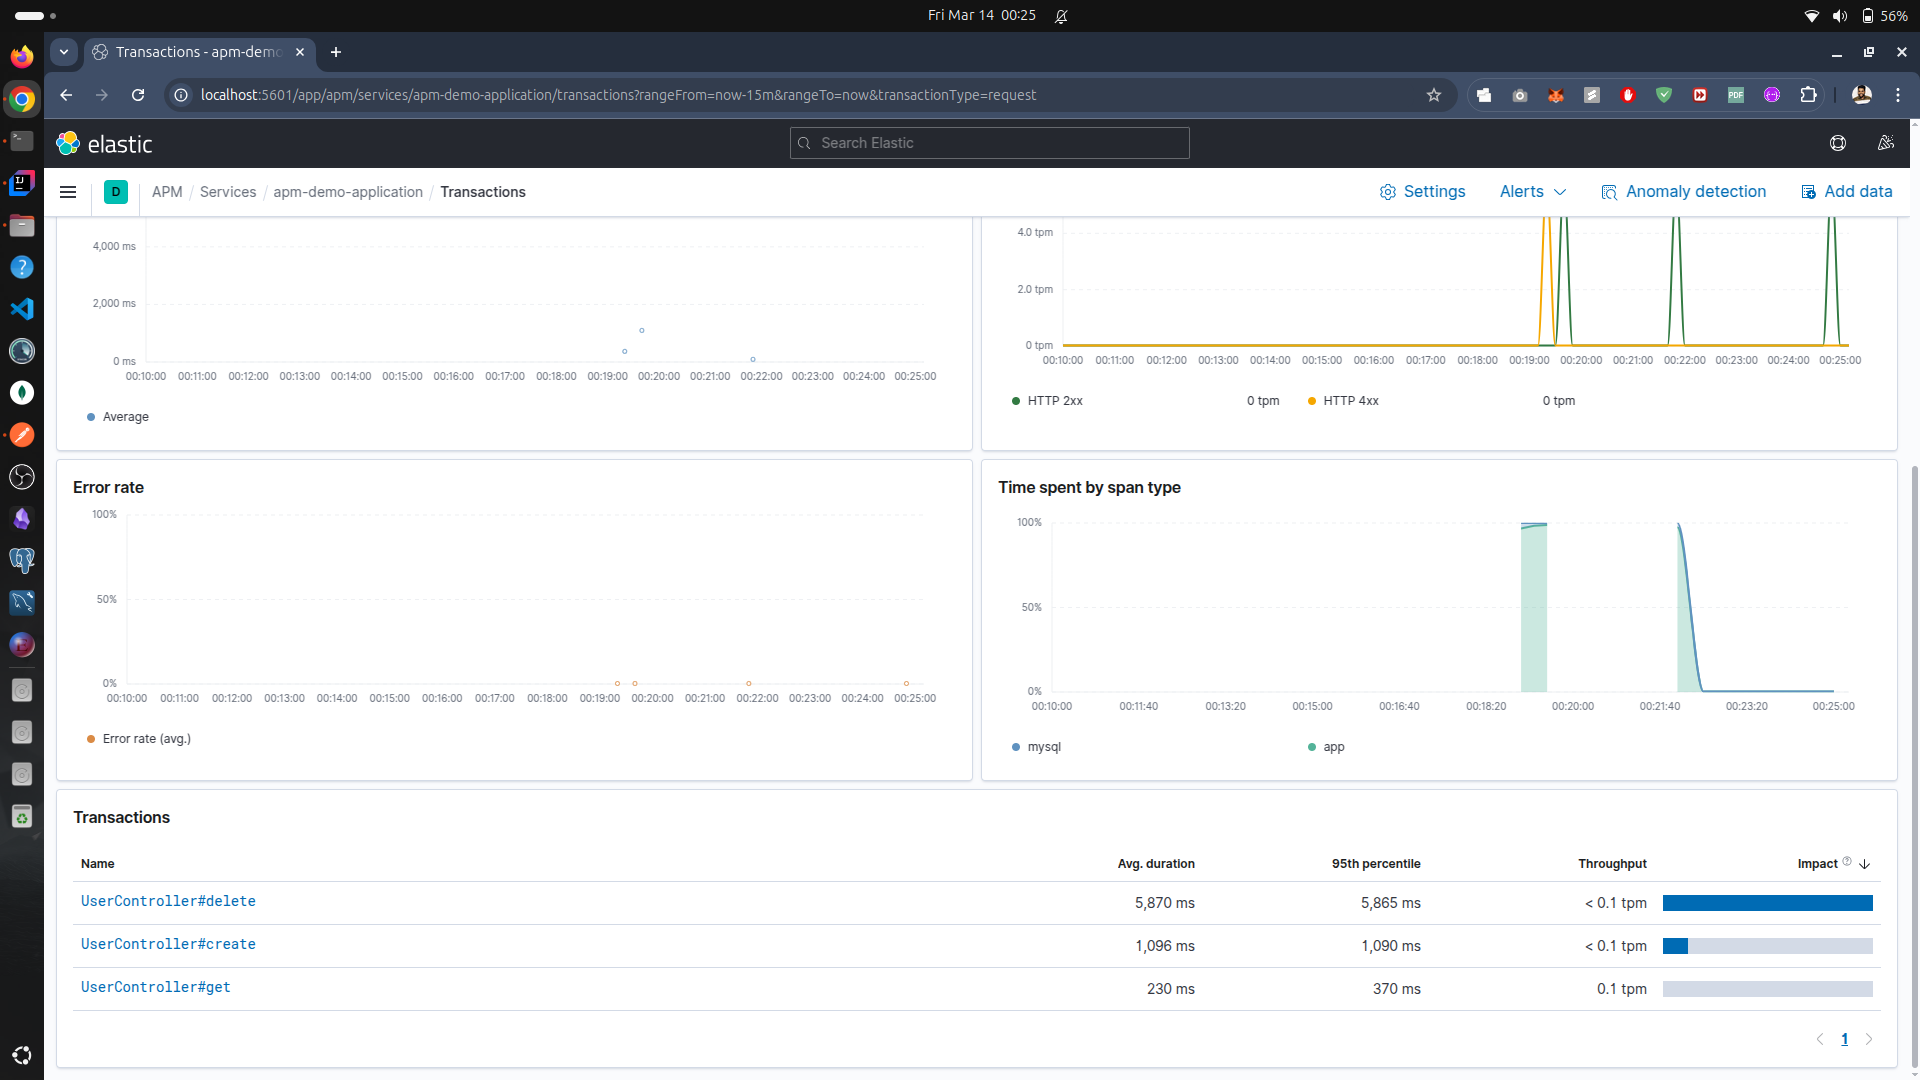 Fri Mar 14 00:25
56%
Transactions - apm-demo
localhost:5601/app/apm/services/apm-demo-application/transactions?rangeFrom=now-15m&rangeTo=now&transactionType=request
elastic
Search Elastic
D
APM / Services / apm-demo-application / Transactions
Settings
Alerts
Anomaly detection
Add data
4,000 ms
2,000 ms
0 ms
00:10:00 00:11:00 00:12:00 00:13:00 00:14:00 00:15:00 00:16:00 00:17:00 00:18:00 00:19:00 00:20:00 00:21:00 00:22:00 00:23:00 00:24:00 00:25:00
Average
4.0 tpm
2.0 tpm
0 tpm
00:10:00 00:11:00 00:12:00 00:13:00 00:14:00 00:15:00 00:16:00 00:17:00 00:18:00 00:19:00 00:20:00 00:21:00 00:22:00 00:23:00 00:24:00 00:25:00
HTTP 2xx 0 tpm HTTP 4xx 0 tpm
Error rate
100%
50%
0%
00:10:00 00:11:00 00:12:00 00:13:00 00:14:00 00:15:00 00:16:00 00:17:00 00:18:00 00:19:00 00:20:00 00:21:00 00:22:00 00:23:00 00:24:00 00:25:00
Error rate (avg.)
Time spent by span type
100%
50%
0%
00:10:00 00:11:40 00:13:20 00:15:00 00:16:40 00:18:20 00:20:00 00:21:40 00:23:20 00:25:00
mysql app
Transactions
Name Avg. duration 95th percentile Throughput Impact
UserController#delete 5,870 ms 5,865 ms < 0.1 tpm
UserController#create 1,096 ms 1,090 ms < 0.1 tpm
UserController#get 230 ms 370 ms 0.1 tpm
1